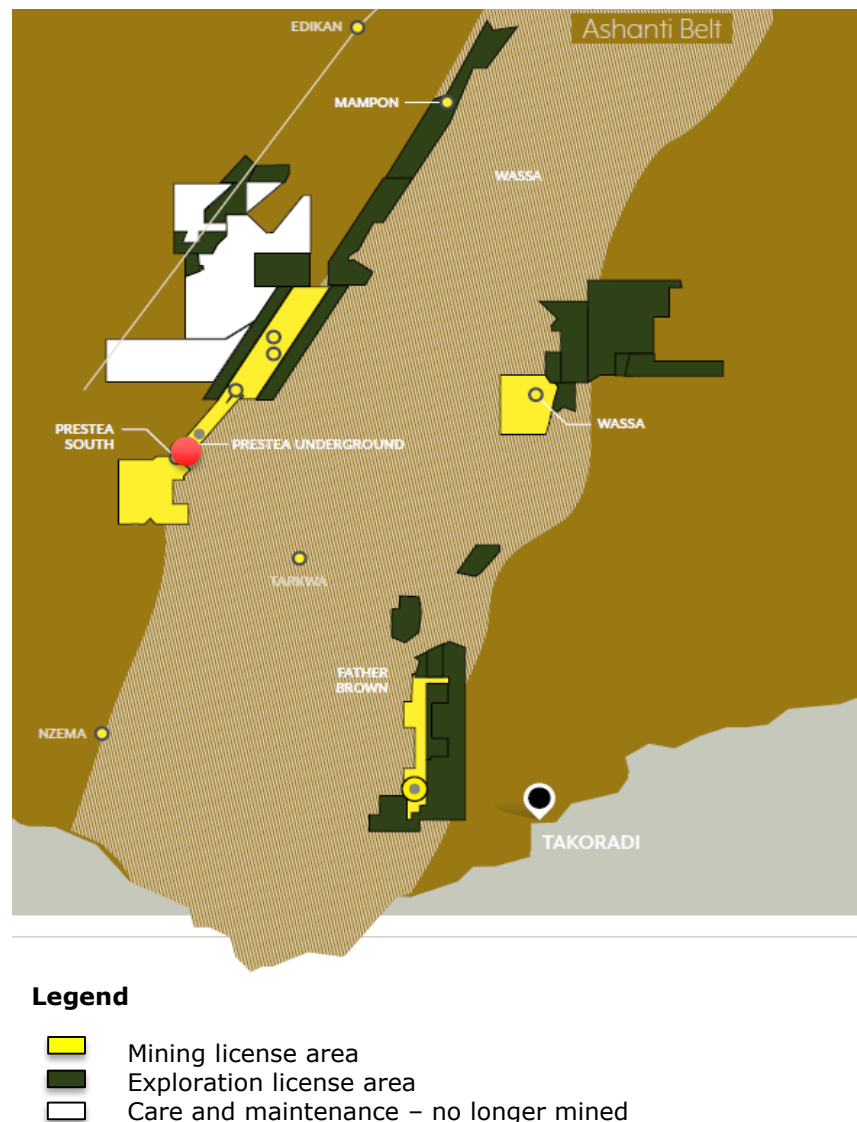 Ashanti Belt
EDIKAN
MAMPON
WASSA
PRESTEA
SOUTH
PRESTEA UNDERGROUND
WASSA
TARKWA
FATHER
BROWN
NZEMA
TAKORADI
Legend
Mining license area
Exploration license area
Care and maintenance – no longer mined